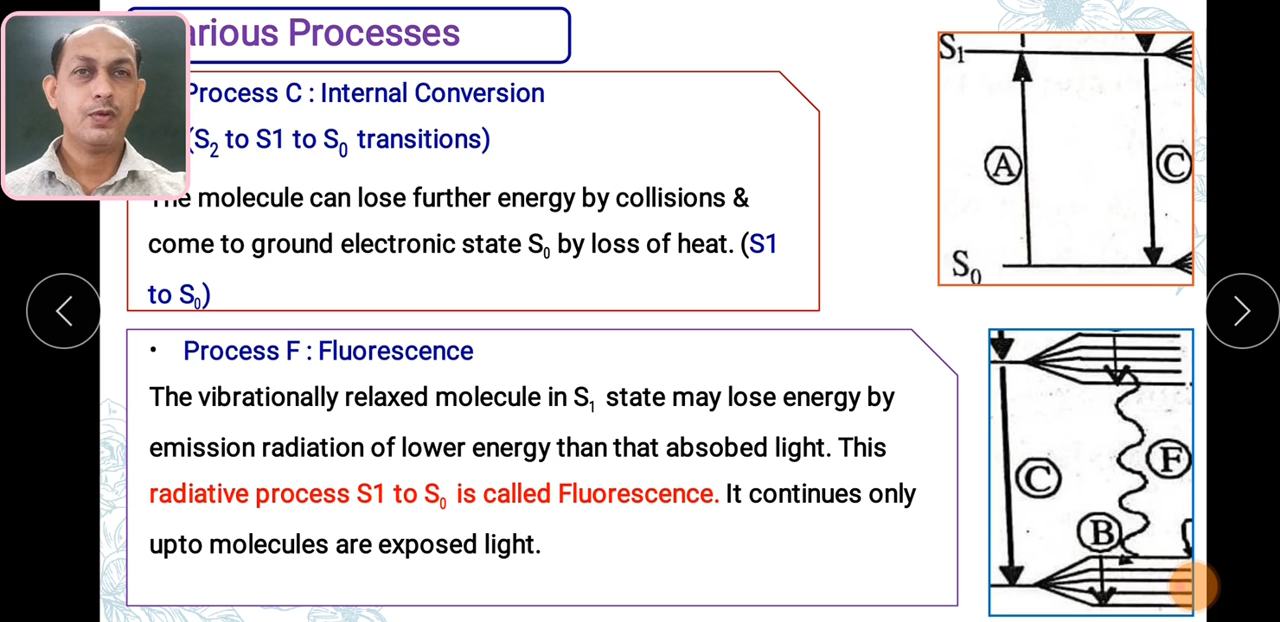 arious Processes
Process C : Internal Conversion
(S₂ to S1 to S₀ transitions)
The molecule can lose further energy by collisions &
come to ground electronic state S₀ by loss of heat. (S1
to S₀)
• Process F : Fluorescence
The vibrationally relaxed molecule in S₁ state may lose energy by
emission radiation of lower energy than that absobed light. This
radiative process S1 to S₀ is called Fluorescence. It continues only
upto molecules are exposed light.
S₁
A
C
S₀
C
F
B